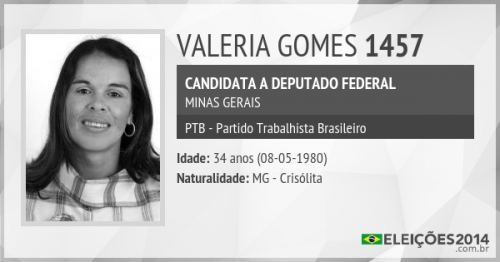 VALERIA GOMES 1457
CANDIDATA A DEPUTADO FEDERAL
MINAS GERAIS
PTB - Partido Trabalhista Brasileiro
Idade: 34 anos (08-05-1980)
Naturalidade: MG - Crisólita
ELEIÇÕES2014
.com.br